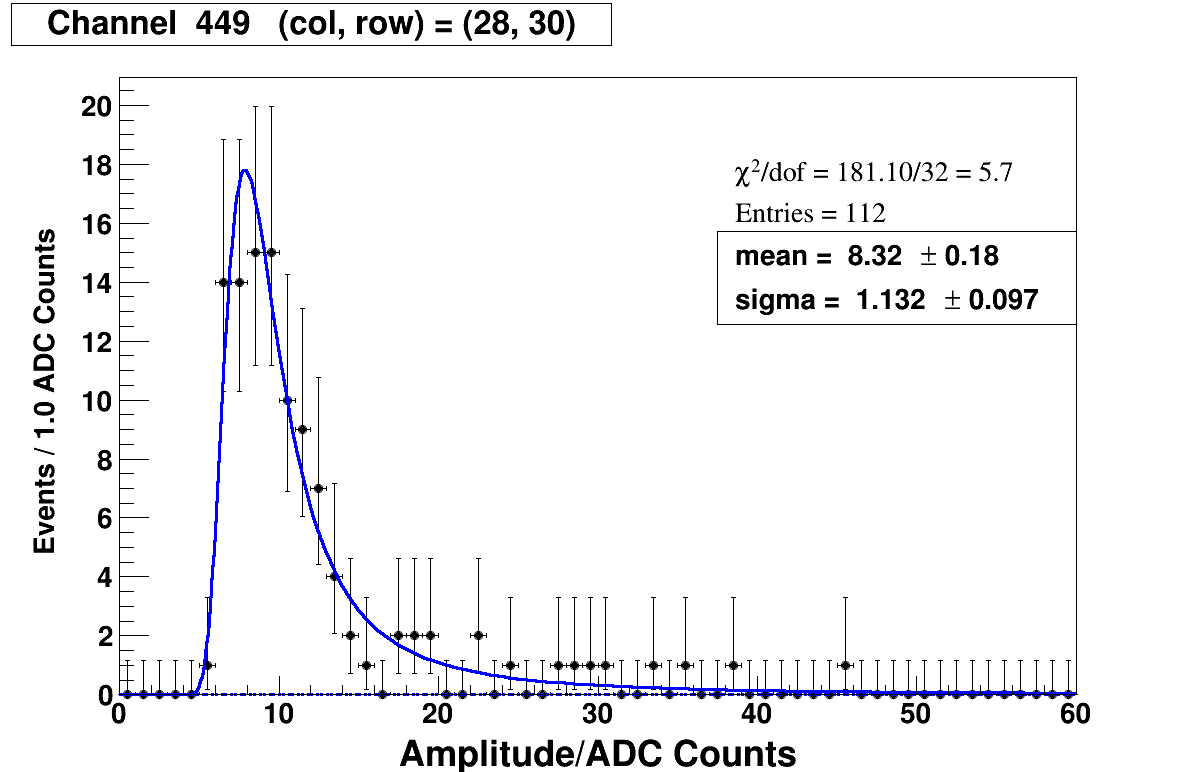 Channel 449 (col, row) = (28, 30)
χ²/dof = 181.10/32 = 5.7
Entries = 112
mean = 8.32 ± 0.18
sigma = 1.132 ± 0.097
Events / 1.0 ADC Counts
20
18
16
14
12
10
8
6
4
2
0
0 10 20 30 40 50 60
Amplitude/ADC Counts